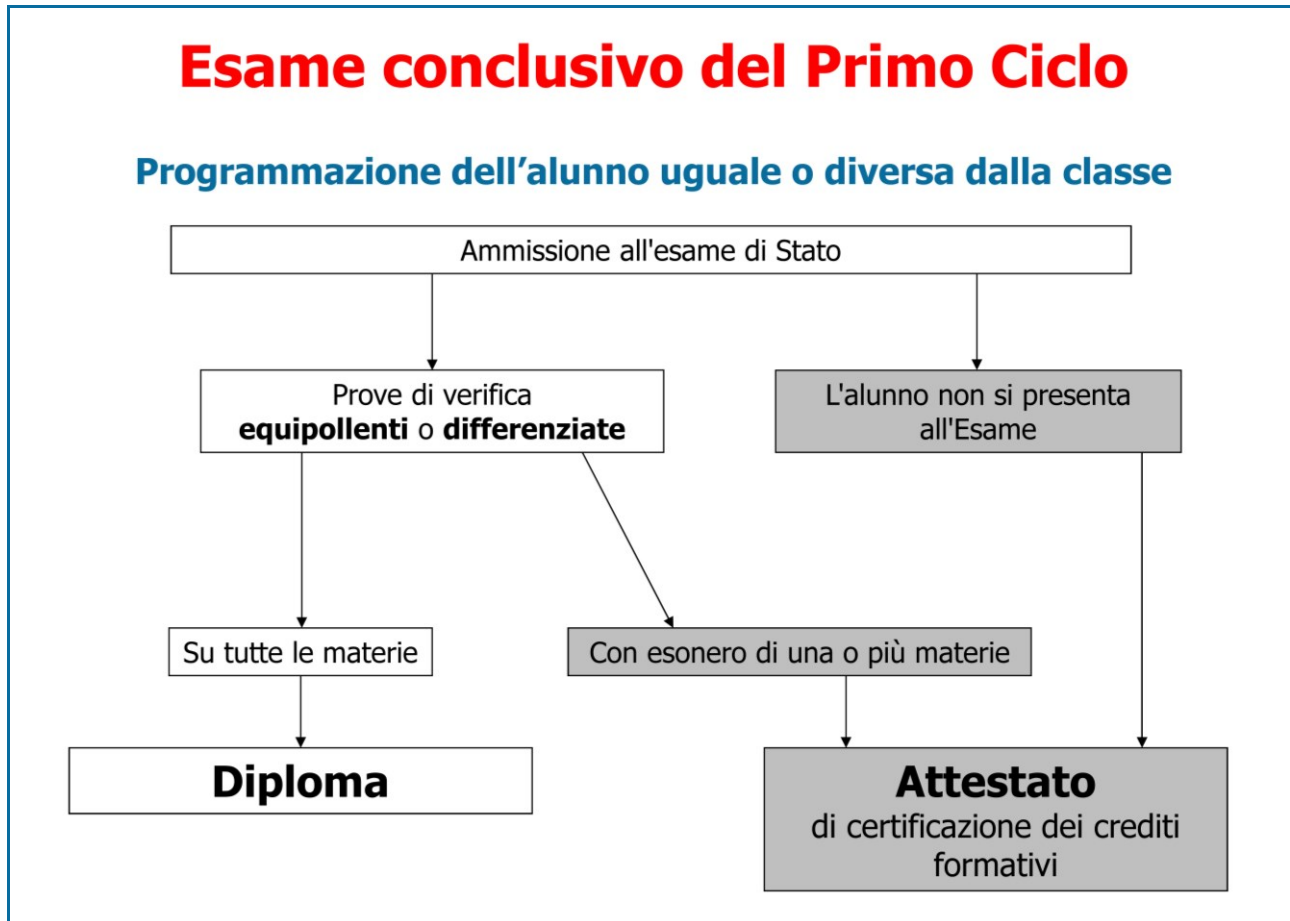 Esame conclusivo del Primo Ciclo
Programmazione dell’alunno uguale o diversa dalla classe
Ammissione all'esame di Stato
Prove di verifica
equipollenti o differenziate
L'alunno non si presenta
all'Esame
Su tutte le materie
Con esonero di una o più materie
Diploma
Attestato
di certificazione dei crediti
formativi